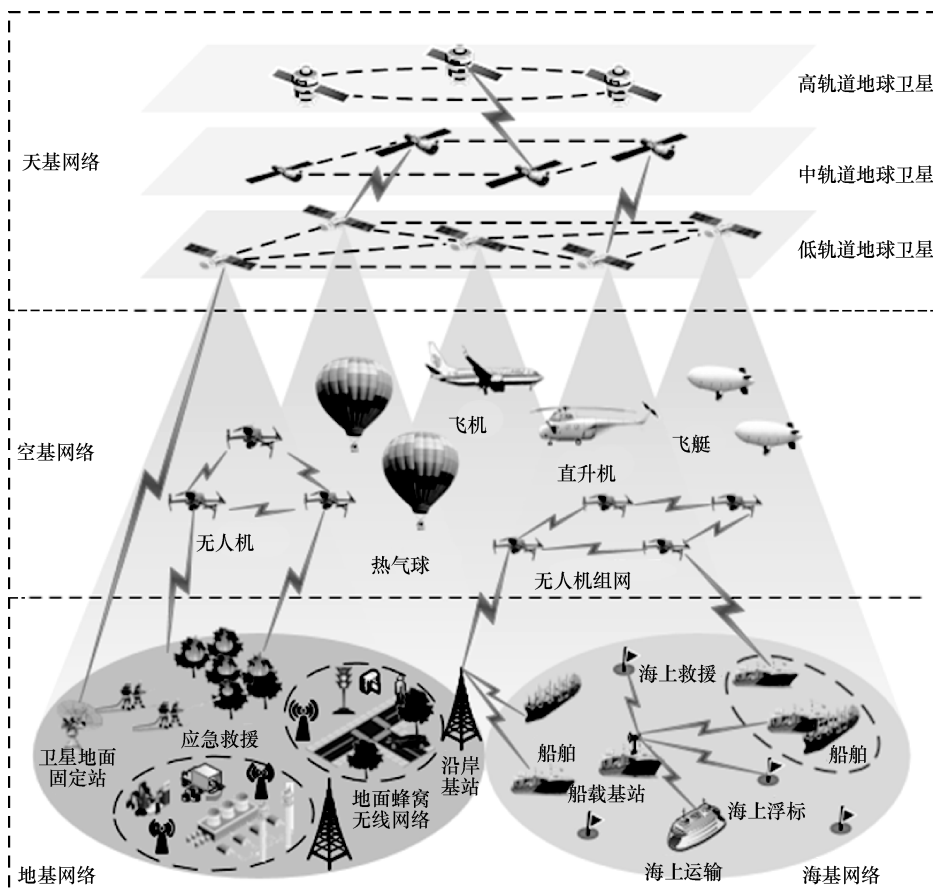 高轨道地球卫星
天基网络
中轨道地球卫星
低轨道地球卫星
飞机
飞艇
空基网络
直升机
无人机
热气球
无人机组网
海上救援
应急救援
卫星地面
固定站
沿岸
基站
船舶
船舶
地面蜂窝
无线网络
船载基站
海上浮标
地基网络
海上运输
海基网络